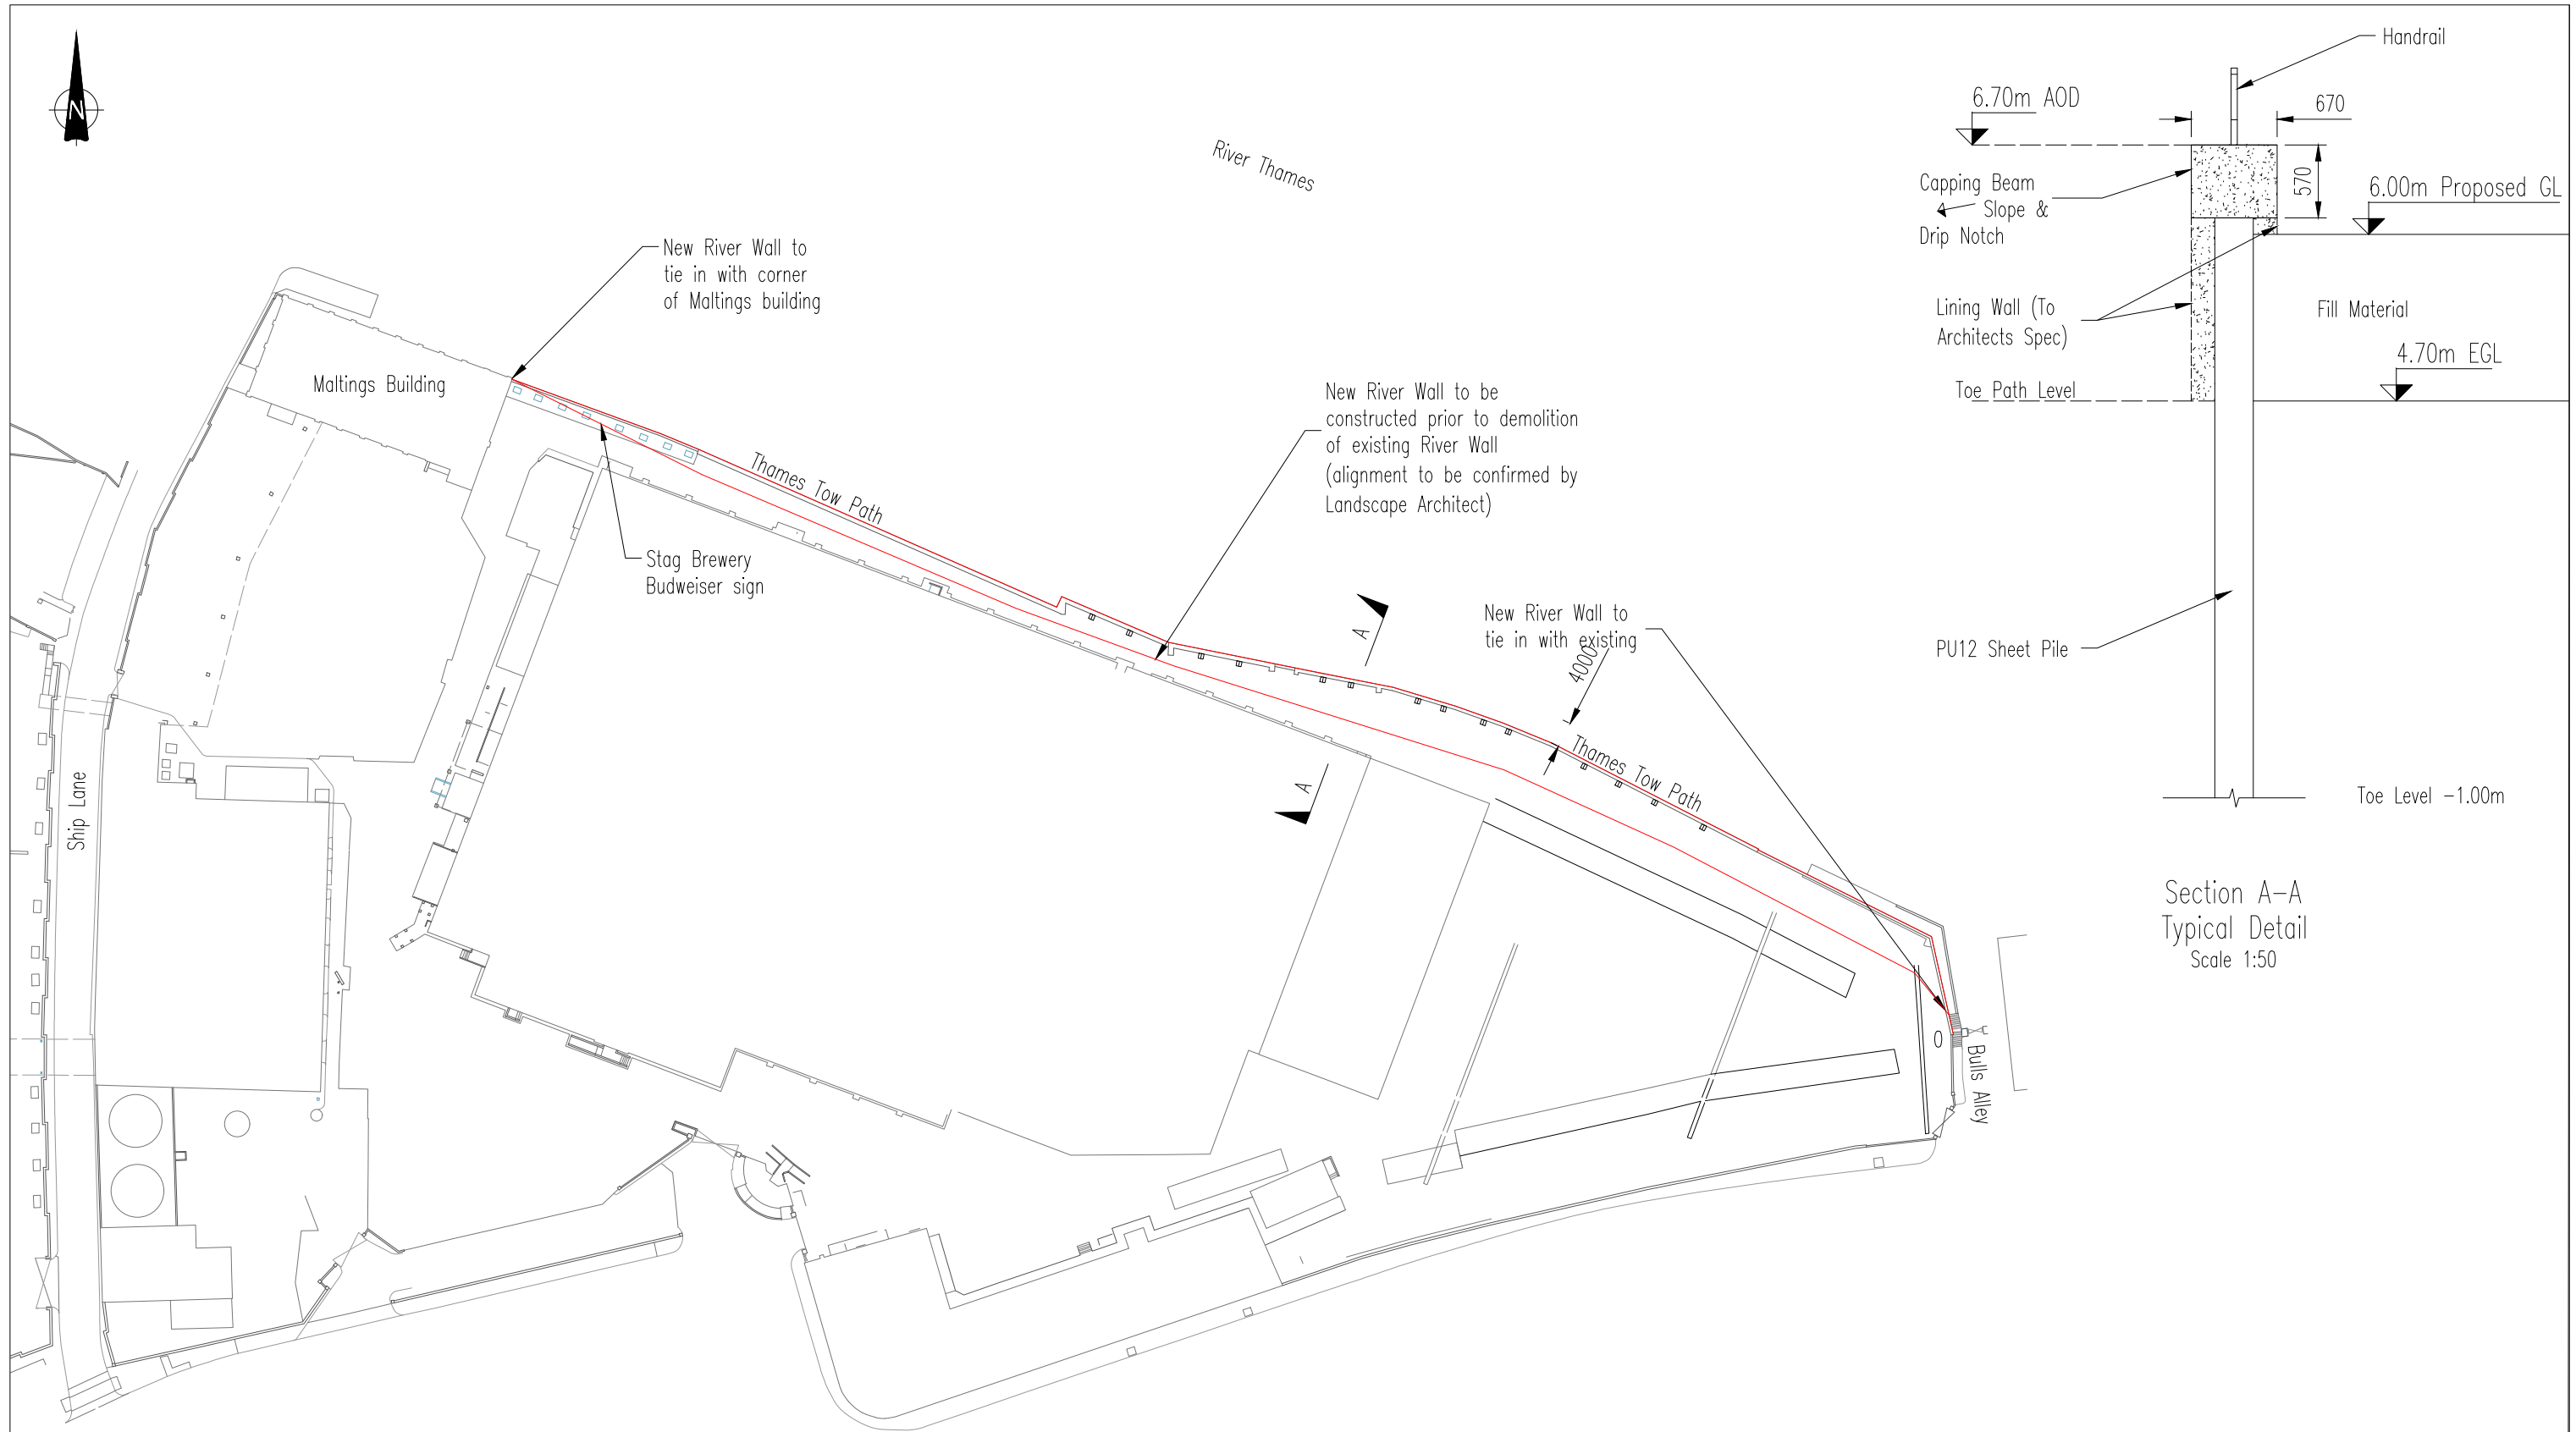 N
River Thames
New River Wall to
tie in with corner
of Maltings building
Maltings Building
Thames Tow Path
Stag Brewery
Budweiser sign
New River Wall to be
constructed prior to demolition
of existing River Wall
(alignment to be confirmed by
Landscape Architect)
New River Wall to
tie in with existing
4000
A
A
Thames Tow Path
Ship Lane
Bulls Alley
Handrail
6.70m AOD
670
570
Capping Beam
Slope &
Drip Notch
6.00m Proposed GL
Lining Wall (To
Architects Spec)
Fill Material
4.70m EGL
Toe Path Level
PU12 Sheet Pile
Toe Level -1.00m
Section A-A
Typical Detail
Scale 1:50